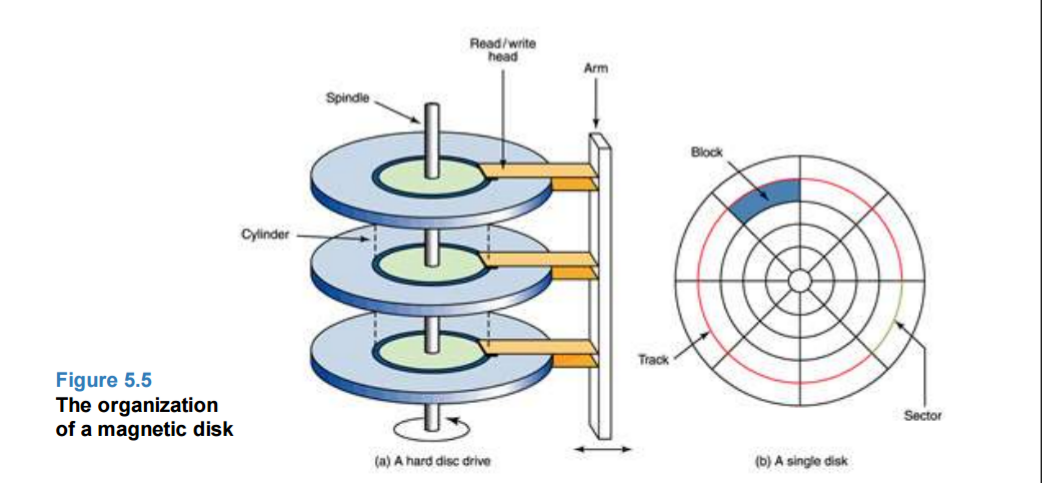 Read/write
head
Arm
Spindle
Block
Cylinder
Track
Figure 5.5
The organization
of a magnetic disk
Sector
(a) A hard disc drive
(b) A single disk